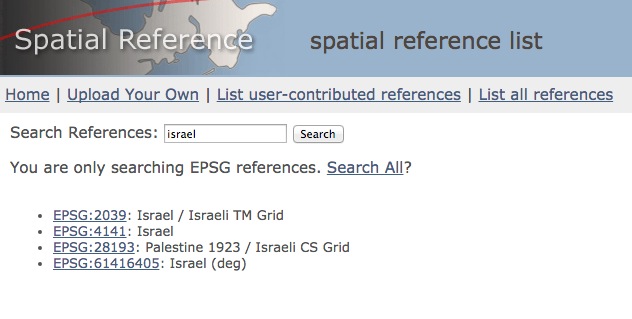 Spatial Reference
spatial reference list
Home | Upload Your Own | List user-contributed references | List all references
Search References: israel Search
You are only searching EPSG references. Search All?
• EPSG:2039: Israel / Israeli TM Grid
• EPSG:4141: Israel
• EPSG:28193: Palestine 1923 / Israeli CS Grid
• EPSG:61416405: Israel (deg)